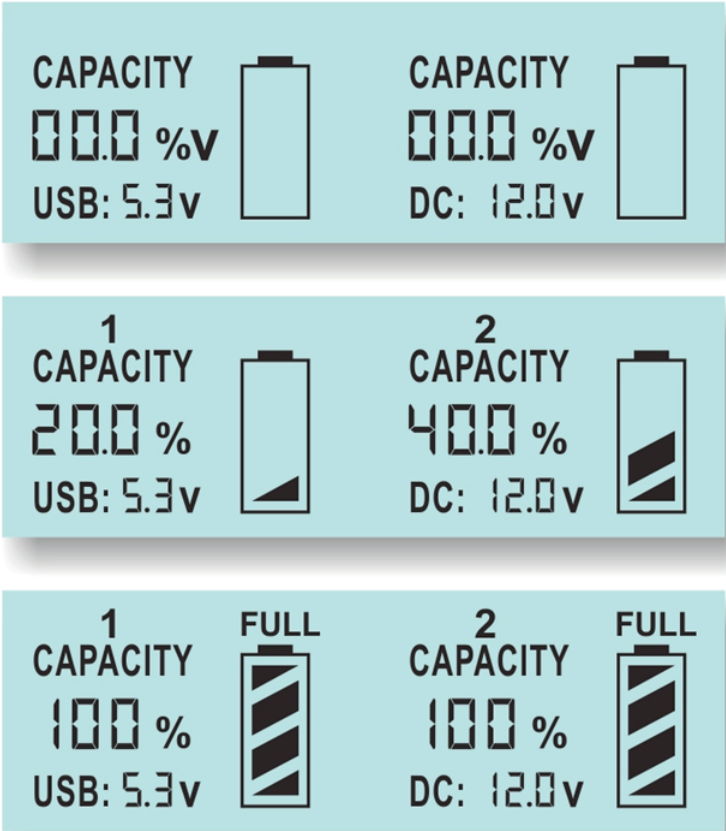 CAPACITY
00.0 %V
USB: 5.3V
CAPACITY
00.0 %V
DC: 12.0V
1
CAPACITY
20.0 %
USB: 5.3V
2
CAPACITY
40.0 %
DC: 12.0V
1
FULL
CAPACITY
100 %
USB: 5.3V
2
FULL
CAPACITY
100 %
DC: 12.0V